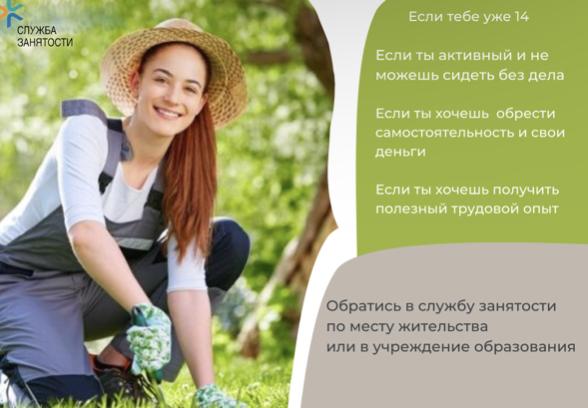 СЛУЖБА
ЗАНЯТОСТИ
Если тебе уже 14
Если ты активный и не
можешь сидеть без дела
Если ты хочешь обрести
самостоятельность и свои
деньги
Если ты хочешь получить
полезный трудовой опыт
Обратись в службу занятости
по месту жительства
или в учреждение образования